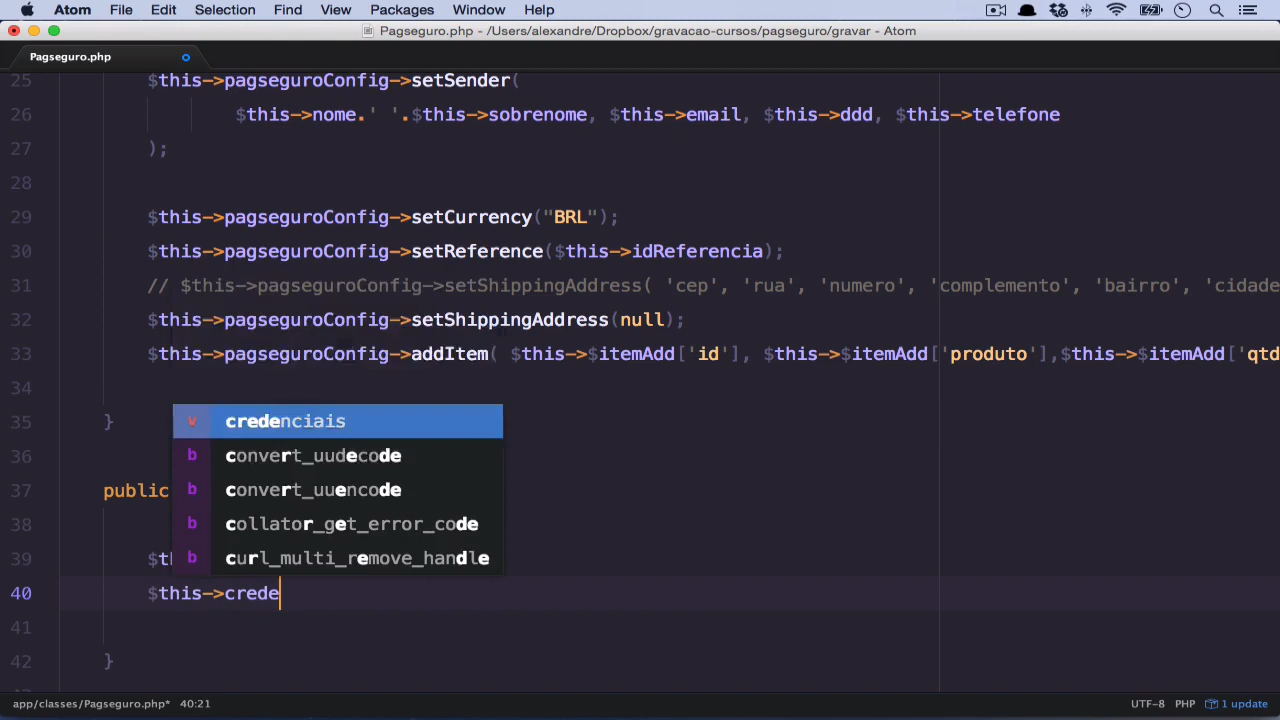 Atom File Edit Selection Find View Packages Window Help
Pagseguro.php - /Users/alexandre/Dropbox/gravacao-cursos/pagseguro/gravar - Atom
Pagseguro.php
25 $this->pagseguroConfig->setSender(
26 $this->nome.' '.$this->sobrenome, $this->email, $this->ddd, $this->telefone
27 );
28
29 $this->pagseguroConfig->setCurrency("BRL");
30 $this->pagseguroConfig->setReference($this->idReferencia);
31 // $this->pagseguroConfig->setShippingAddress( 'cep', 'rua', 'numero', 'complemento', 'bairro', 'cidade
32 $this->pagseguroConfig->setShippingAddress(null);
33 $this->pagseguroConfig->addItem( $this->$itemAdd['id'], $this->$itemAdd['produto'],$this->$itemAdd['qtd
34
35 }
36
37 public
38
39 $th
40 $this->crede
41
42 }
v credenciais
b convert_uudecode
b convert_uuencode
b collator_get_error_code
b curl_multi_remove_handle
app/classes/Pagseguro.php* 40:21 UTF-8 PHP 1 update